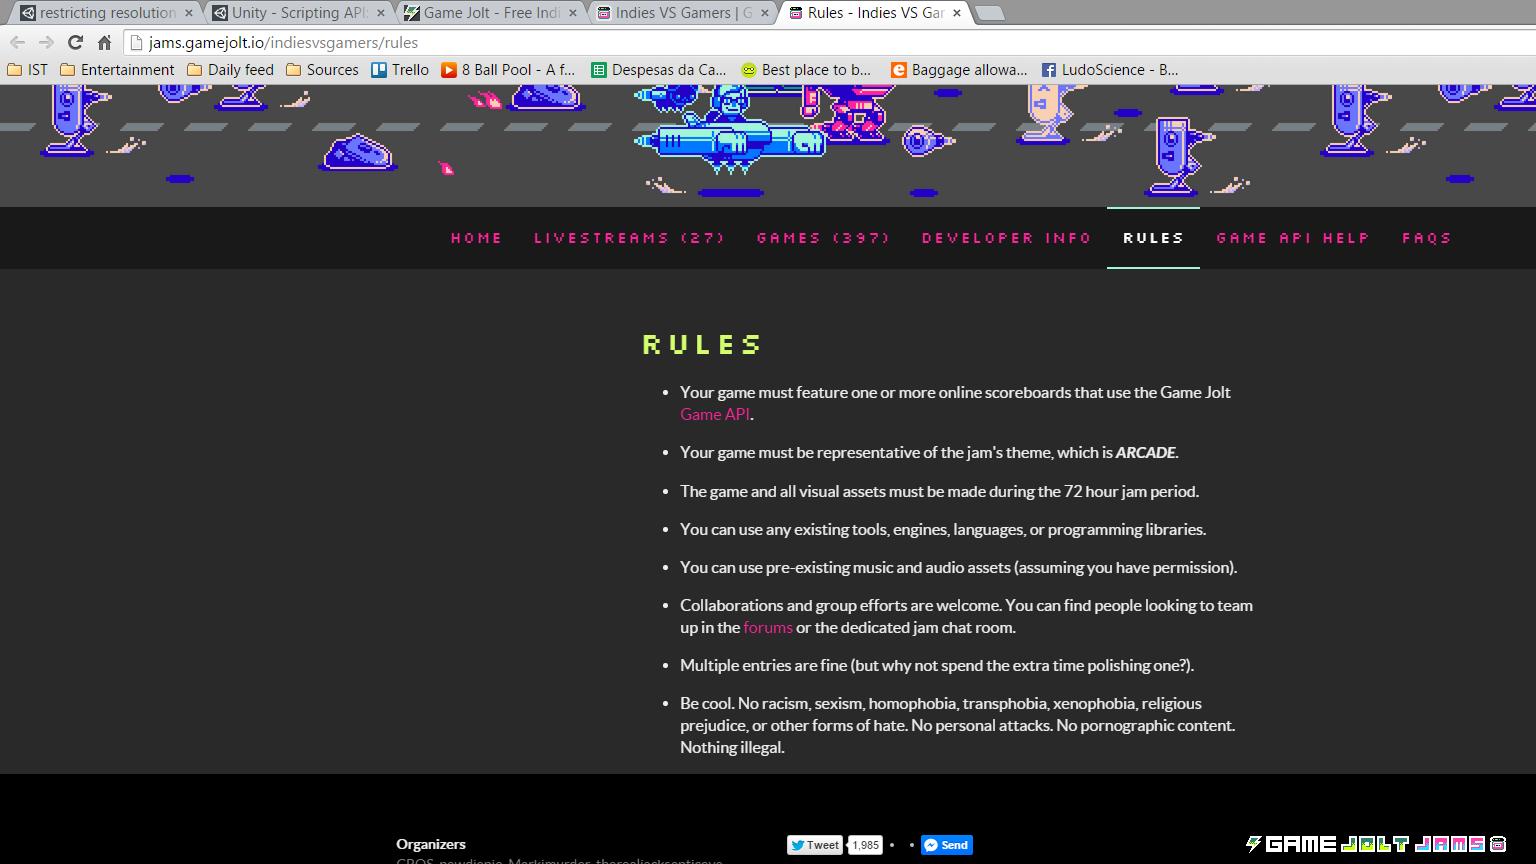 restricting resolution
Unity - Scripting API:
Game Jolt - Free Indi
Indies VS Gamers | G
Rules - Indies VS Gar
jams.gamejolt.io/indiesvsgamers/rules
IST Entertainment Daily feed Sources Trello 8 Ball Pool - A f... Despesas da Ca... Best place to b... Baggage allowa... LudoScience - B...
HOME LIVESTREAMS (27) GAMES (397) DEVELOPER INFO RULES GAME API HELP FAQS
RULES
• Your game must feature one or more online scoreboards that use the Game Jolt
Game API.
• Your game must be representative of the jam's theme, which is ARCADE.
• The game and all visual assets must be made during the 72 hour jam period.
• You can use any existing tools, engines, languages, or programming libraries.
• You can use pre-existing music and audio assets (assuming you have permission).
• Collaborations and group efforts are welcome. You can find people looking to team
up in the forums or the dedicated jam chat room.
• Multiple entries are fine (but why not spend the extra time polishing one?).
• Be cool. No racism, sexism, homophobia, transphobia, xenophobia, religious
prejudice, or other forms of hate. No personal attacks. No pornographic content.
Nothing illegal.
Organizers
Tweet 1,985 • • Send
GAME JOLT JAMS